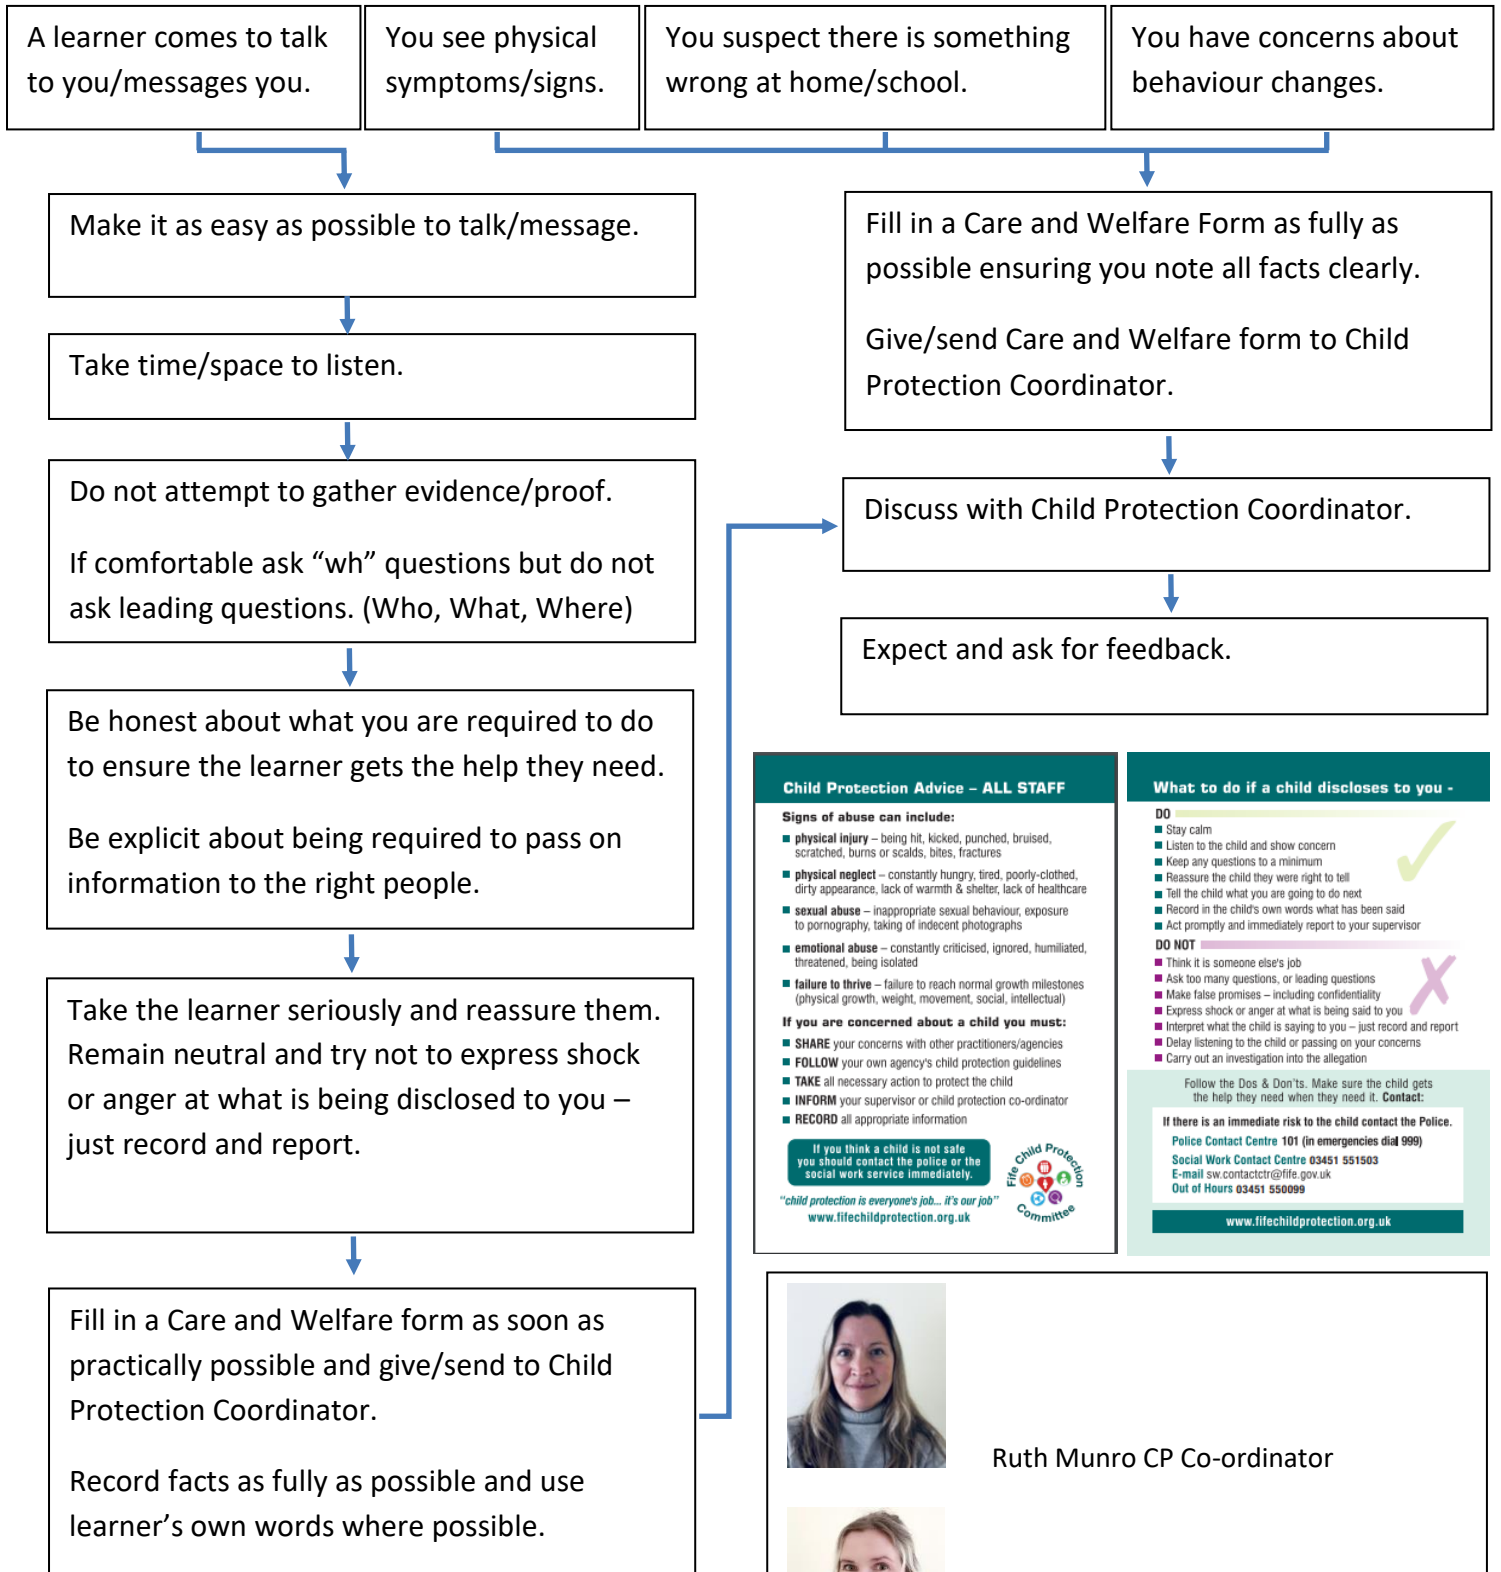 A learner comes to talk
to you/messages you.
You see physical
symptoms/signs.
You suspect there is something
wrong at home/school.
You have concerns about
behaviour changes.
Make it as easy as possible to talk/message.
Take time/space to listen.
Do not attempt to gather evidence/proof.
If comfortable ask “wh” questions but do not
ask leading questions. (Who, What, Where)
Be honest about what you are required to do
to ensure the learner gets the help they need.
Be explicit about being required to pass on
information to the right people.
Take the learner seriously and reassure them.
Remain neutral and try not to express shock
or anger at what is being disclosed to you –
just record and report.
Fill in a Care and Welfare form as soon as
practically possible and give/send to Child
Protection Coordinator.
Record facts as fully as possible and use
learner’s own words where possible.
Fill in a Care and Welfare Form as fully as
possible ensuring you note all facts clearly.
Give/send Care and Welfare form to Child
Protection Coordinator.
Discuss with Child Protection Coordinator.
Expect and ask for feedback.
Child Protection Advice – ALL STAFF
Signs of abuse can include:
physical injury – being hit, kicked, punched, bruised,
scratched, burns or scalds, bites, fractures
physical neglect – constantly hungry, tired, poorly-clothed,
dirty appearance, lack of warmth & shelter, lack of healthcare
sexual abuse – inappropriate sexual behaviour, exposure
to pornography, taking of indecent photographs
emotional abuse – constantly criticised, ignored, humiliated,
threatened, being isolated
failure to thrive – failure to reach normal growth milestones
(physical growth, weight, movement, social, intellectual)
If you are concerned about a child you must:
SHARE your concerns with other practitioners/agencies
FOLLOW your own agency's child protection guidelines
TAKE all necessary action to protect the child
INFORM your supervisor or child protection co-ordinator
RECORD all appropriate information
If you think a child is not safe
you should contact the police or the
social work service immediately.
"child protection is everyone's job... it's our job"
www.fifechildprotection.org.uk
Fife Child Protection
Committee
What to do if a child discloses to you -
DO
Stay calm
Listen to the child and show concern
Keep any questions to a minimum
Reassure the child they were right to tell
Tell the child what you are going to do next
Record in the child's own words what has been said
Act promptly and immediately report to your supervisor
DO NOT
Think it is someone else's job
Ask too many questions, or leading questions
Make false promises – including confidentiality
Express shock or anger at what is being said to you
Interpret what the child is saying to you – just record and report
Delay listening to the child or passing on your concerns
Carry out an investigation into the allegation
Follow the Dos & Don'ts. Make sure the child gets
the help they need when they need it. Contact:
If there is an immediate risk to the child contact the Police.
Police Contact Centre 101 (in emergencies dial 999)
Social Work Contact Centre 03451 551503
E-mail sw.contactctr@fife.gov.uk
Out of Hours 03451 550099
www.fifechildprotection.org.uk
Ruth Munro CP Co-ordinator